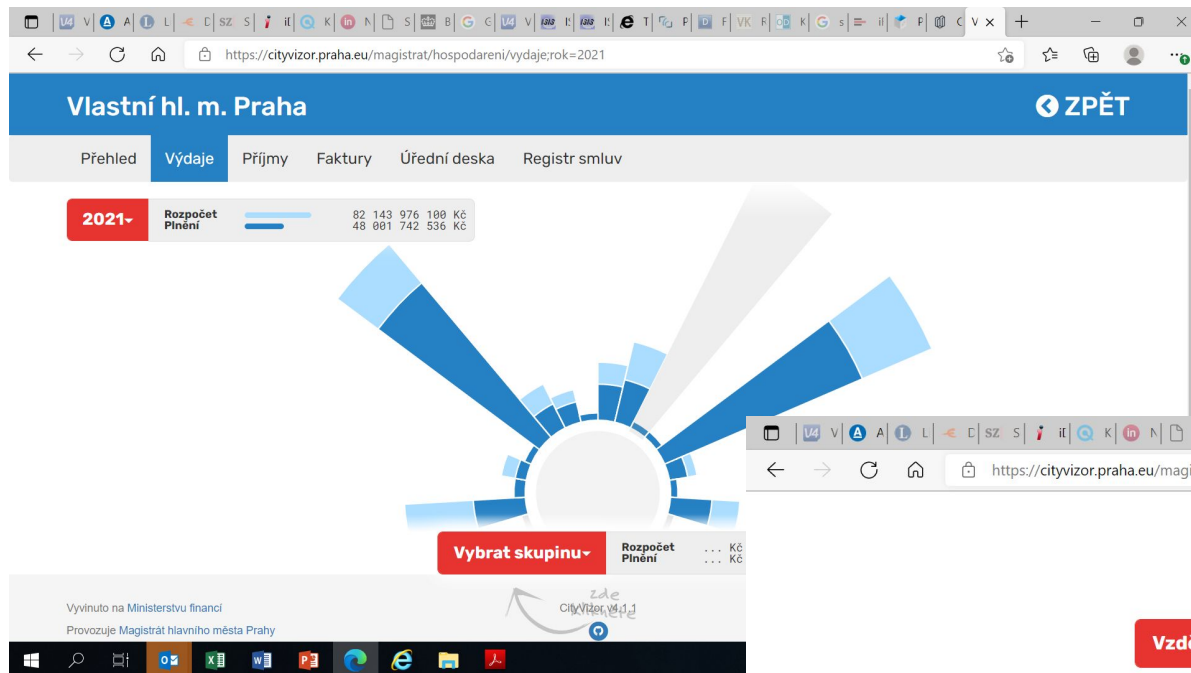 https://cityvizor.praha.eu/magistrat/hospodareni/vydaje;rok=2021
Vlastní hl. m. Praha
ZPĚT
Přehled Výdaje Příjmy Faktury Úřední deska Registr smluv
2021
Rozpočet 82 143 976 100 Kč
Plnění 48 001 742 536 Kč
https://cityvizor.praha.eu/magi
Vybrat skupinu
Rozpočet ... Kč
Plnění ... Kč
zde
klikněte
Vyvinuto na Ministerstvu financí
CityVizor v4.1.1
Provozuje Magistrát hlavního města Prahy